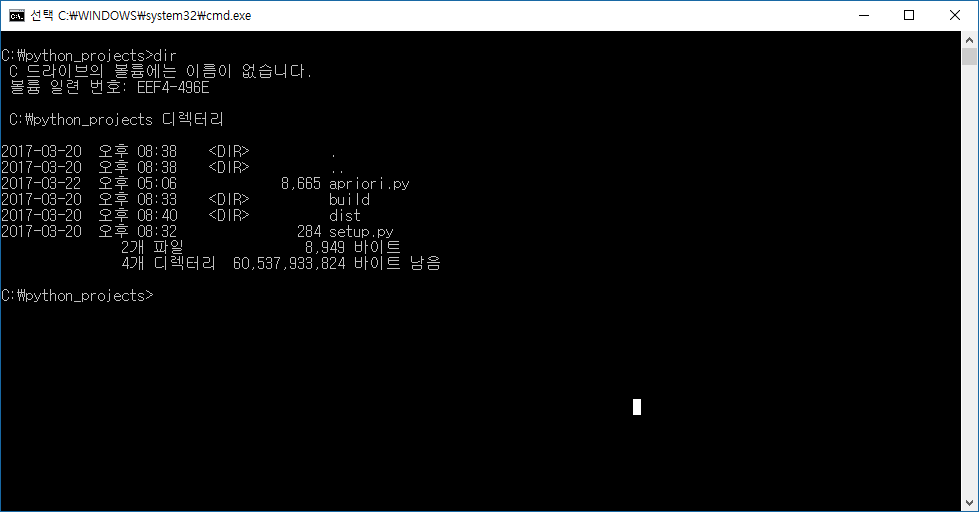 선택 C:₩WINDOWS₩system32₩cmd.exe
C:₩python_projects>dir
C 드라이브의 볼륨에는 이름이 없습니다.
볼륨 일련 번호: EEF4-496E
C:₩python_projects 디렉터리
2017-03-20 오후 08:38 <DIR> .
2017-03-20 오후 08:38 <DIR> ..
2017-03-22 오후 05:06 8,665 apriori.py
2017-03-20 오후 08:33 <DIR> build
2017-03-20 오후 08:40 <DIR> dist
2017-03-20 오후 08:32 284 setup.py
2개 파일 8,949 바이트
4개 디렉터리 60,537,933,824 바이트 남음
C:₩python_projects>